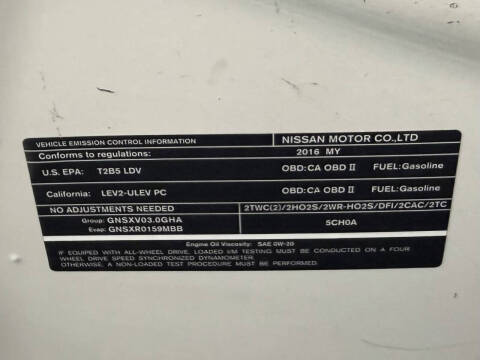 VEHICLE EMISSION CONTROL INFORMATION NISSAN MOTOR CO.,LTD
Conforms to regulations: 2016 MY
U.S. EPA: T2B5 LDV OBD:CA OBD II FUEL:Gasoline
California: LEV2-ULEV PC OBD:CA OBD II FUEL:Gasoline
NO ADJUSTMENTS NEEDED 2TWC(2)/2HO2S/2WR-HO2S/DFI/2CAC/2TC
Group: GNSXV03.0GHA
Evap: GNSXR0159MBB 5CH0A
Engine Oil Viscosity: SAE 0W-20
IF EQUIPPED WITH ALL-WHEEL DRIVE, LOADED I/M TESTING MUST BE CONDUCTED ON A FOUR
WHEEL DRIVE SPEED SYNCHRONIZED DYNAMOMETER.
OTHERWISE, A NON-LOADED TEST PROCEDURE MUST BE PERFORMED.